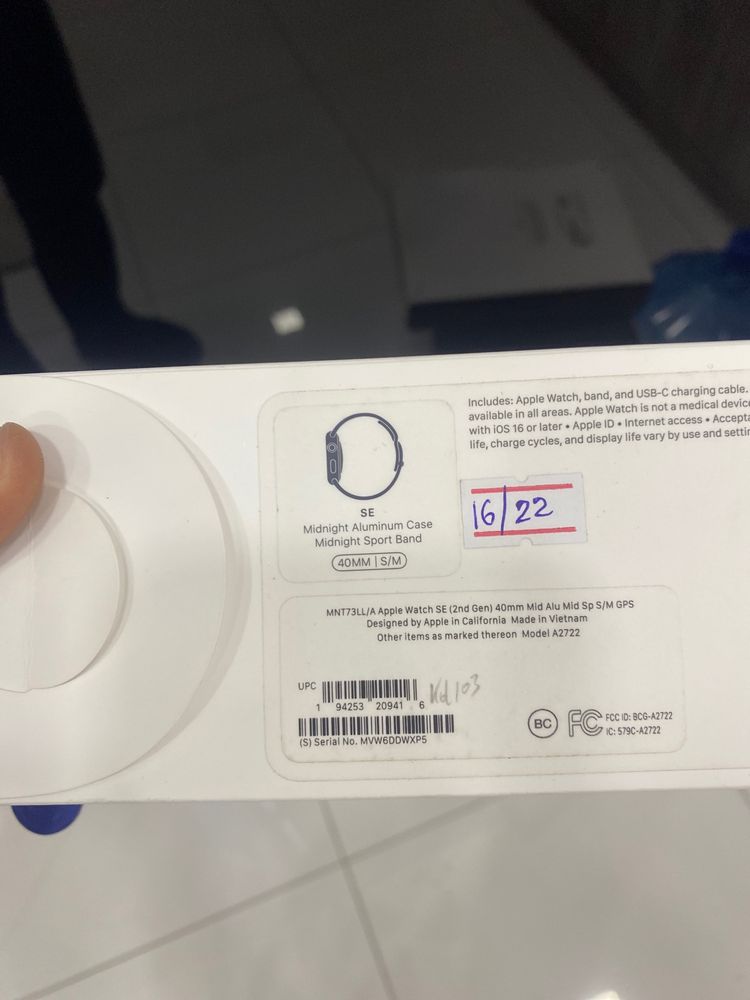 Includes: Apple Watch, band, and USB-C charging cable.
available in all areas. Apple Watch is not a medical device
with iOS 16 or later • Apple ID • Internet access •
life, charge cycles, and display life vary by use and
SE
Midnight Aluminum Case
Midnight Sport Band
40MM | S/M
16/22
MNT73LL/A Apple Watch SE (2nd Gen) 40mm Mid Alu Mid Sp S/M GPS
Designed by Apple in California Made in Vietnam
Other items as marked thereon Model A2722
UPC
1 94253 20941 6
(S) Serial No. MVW6DDWXP5
BC
FC
FCC ID: BCG-A2722
IC: 579C-A2722